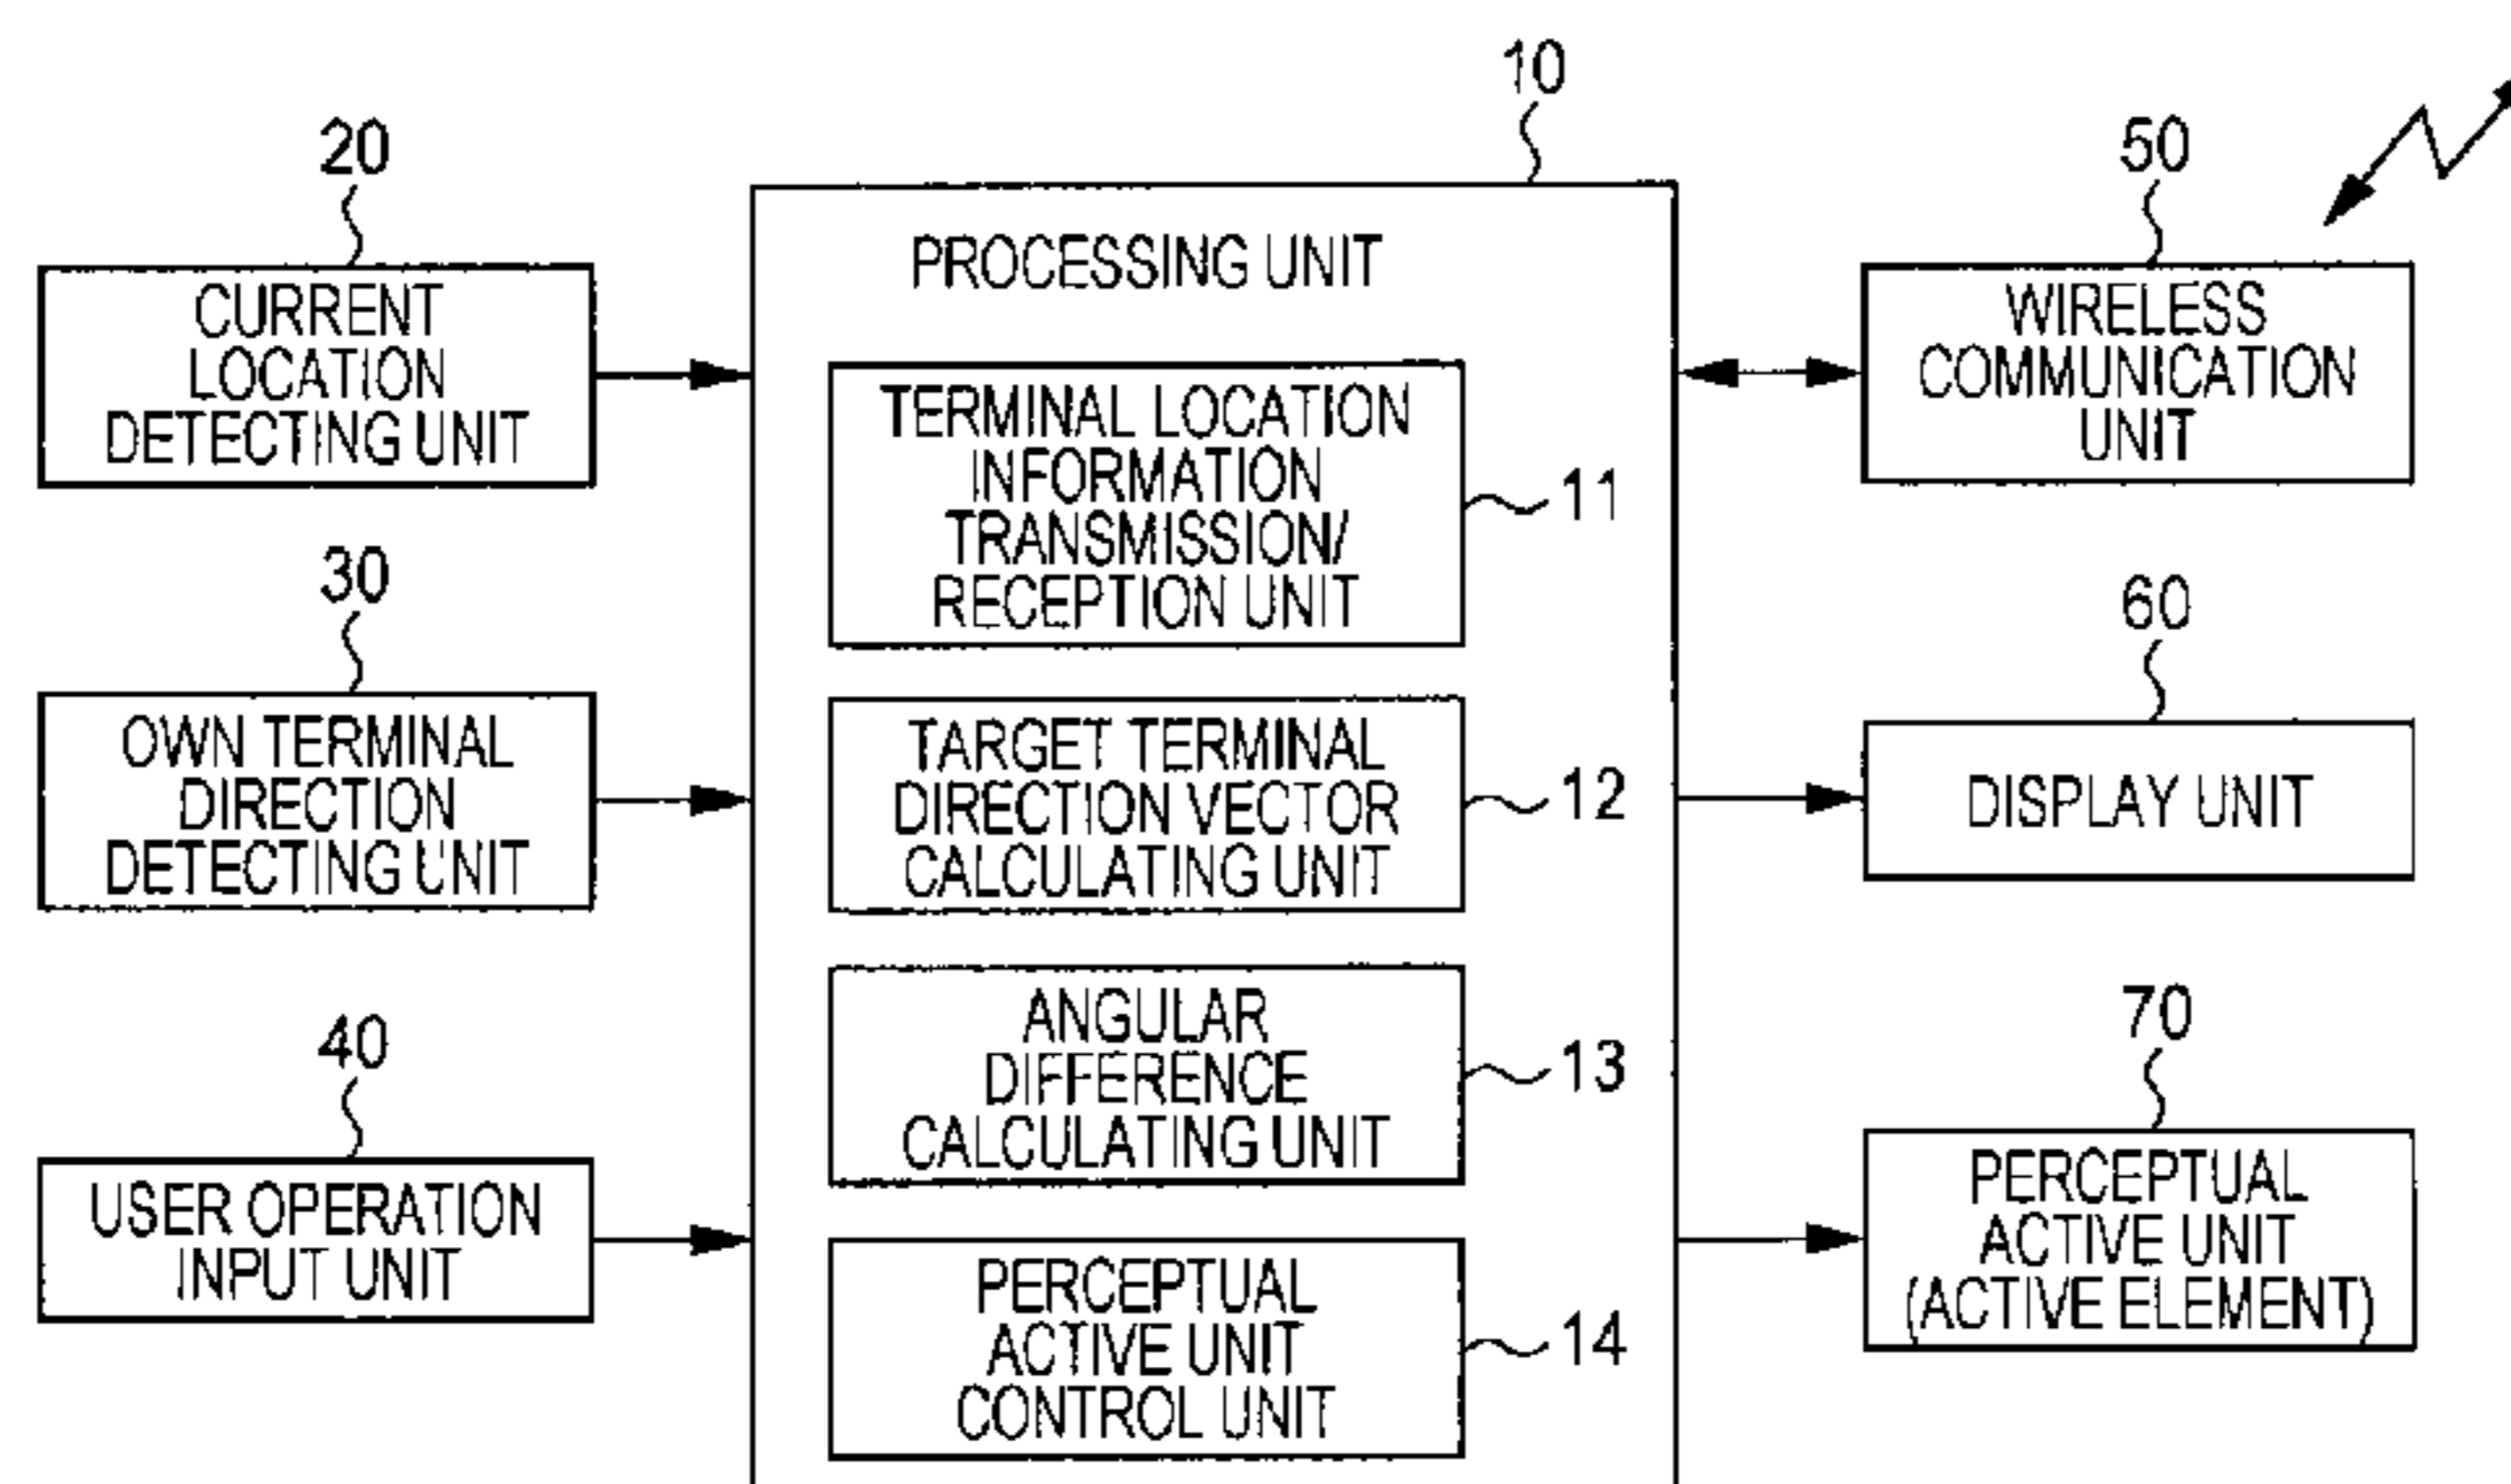 10
20
50
PROCESSING UNIT
CURRENT
LOCATION
DETECTING UNIT
WIRELESS
COMMUNICATION
UNIT
TERMINAL LOCATION
INFORMATION
TRANSMISSION/
RECEPTION UNIT
11
30
60
OWN TERMINAL
DIRECTION
DETECTING UNIT
TARGET TERMINAL
DIRECTION VECTOR
CALCULATING UNIT
12
DISPLAY UNIT
40
70
ANGULAR
DIFFERENCE
CALCULATING UNIT
13
USER OPERATION
INPUT UNIT
PERCEPTUAL
ACTIVE UNIT
(ACTIVE ELEMENT)
PERCEPTUAL
ACTIVE UNIT
CONTROL UNIT
14